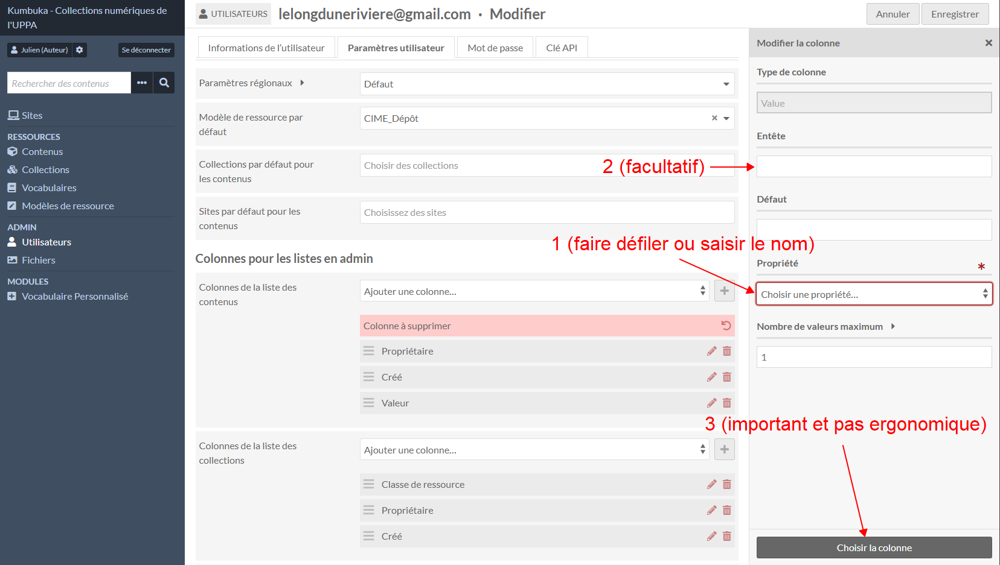 Kumbuka - Collections numériques de
l'UPPA
Julien (Auteur)
Se déconnecter
Rechercher des contenus
Sites
RESSOURCES
Contenus
Collections
Vocabulaires
Modèles de ressource
ADMIN
Utilisateurs
Fichiers
MODULES
Vocabulaire Personnalisé
UTILISATEURS lelongduneriviere@gmail.com · Modifier
Annuler
Enregistrer
Informations de l’utilisateur
Paramètres utilisateur
Mot de passe
Clé API
Paramètres régionaux
Défaut
Modèle de ressource par
défaut
CIME_Dépôt
Collections par défaut pour
les contenus
Choisir des collections
Sites par défaut pour les
contenus
Choisissez des sites
Colonnes pour les listes en admin
Colonnes de la liste des
contenus
Ajouter une colonne…
Colonne à supprimer
Propriétaire
Créé
Valeur
Colonnes de la liste des
collections
Ajouter une colonne…
Classe de ressource
Propriétaire
Créé
Modifier la colonne
Type de colonne
Value
Entête
2 (facultatif)
Défaut
1 (faire défiler ou saisir le nom)
Propriété
*
Choisir une propriété…
Nombre de valeurs maximum
1
3 (important et pas ergonomique)
Choisir la colonne